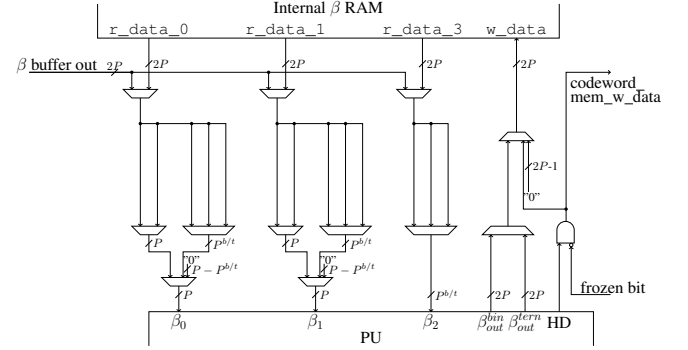 Internal β RAM
r_data_0 r_data_1 r_data_3 w_data
2P 2P 2P 2P
β buffer out 2P
codeword_
mem_w_data
2P-1
"0"
P P^{b/t} P P^{b/t}
"0" "0"
P − P^{b/t} P − P^{b/t}
frozen bit
P P P^{b/t} 2P 2P
β_0 β_1 β_2 β_{out}^{bin} β_{out}^{tern} HD
PU